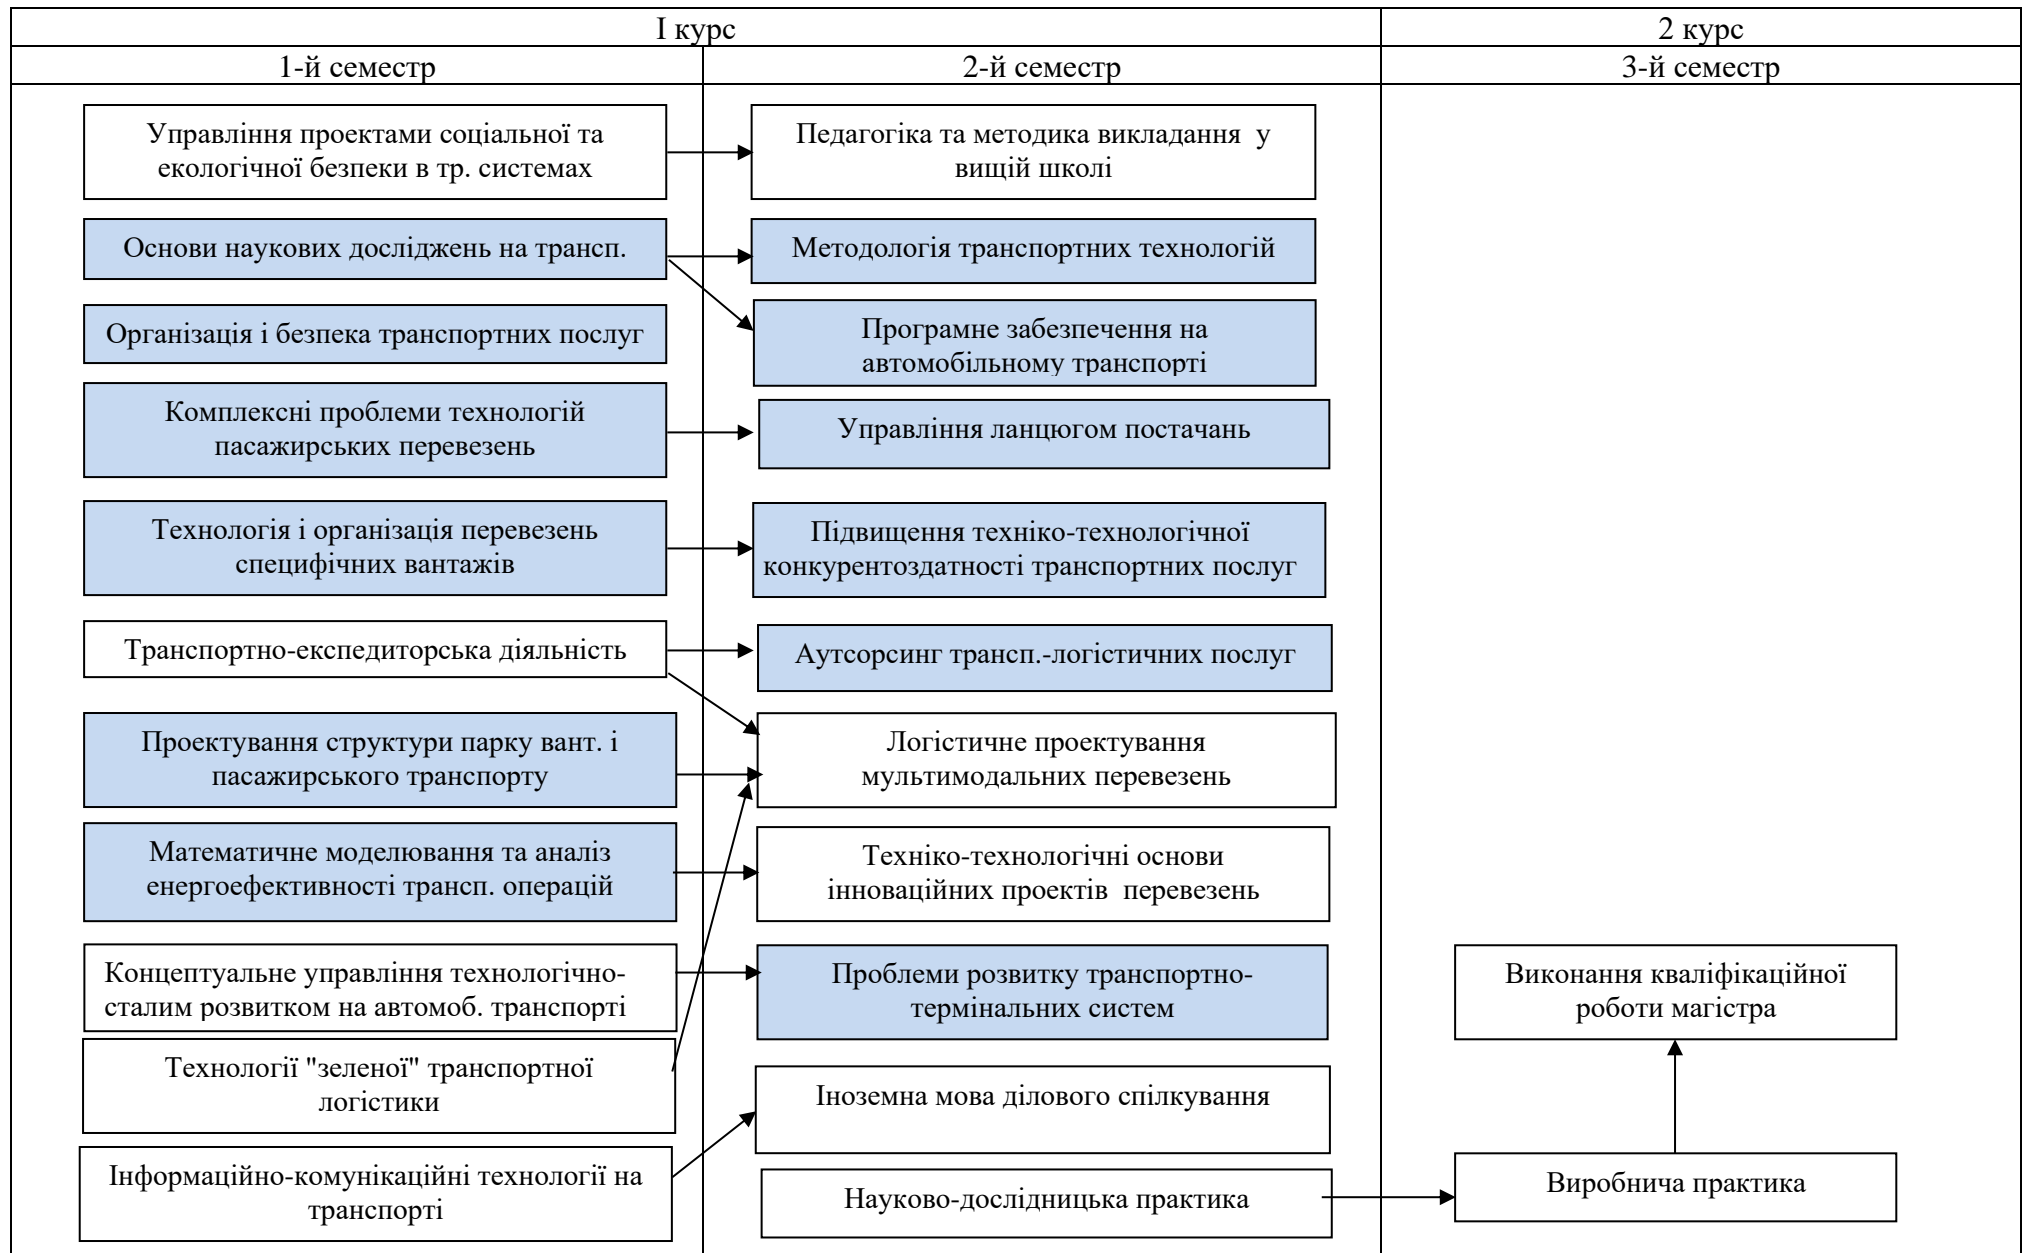 І курс
2 курс
1-й семестр
2-й семестр
3-й семестр
Управління проектами соціальної та
екологічної безпеки в тр. системах
Педагогіка та методика викладання  у
вищій школі
Основи наукових досліджень на трансп.
Методологія транспортних технологій
Організація і безпека транспортних послуг
Програмне забезпечення на
автомобільному транспорті
Комплексні проблеми технологій
пасажирських перевезень
Управління ланцюгом постачань
Технологія і організація перевезень
специфічних вантажів
Підвищення техніко-технологічної
конкурентоздатності транспортних послуг
Транспортно-експедиторська діяльність
Аутсорсинг трансп.-логістичних послуг
Проектування структури парку вант. і
пасажирського транспорту
Логістичне проектування
мультимодальних перевезень
Математичне моделювання та аналіз
енергоефективності трансп. операцій
Техніко-технологічні основи
інноваційних проектів  перевезень
Концептуальне управління технологічно-
сталим розвитком на автомоб. транспорті
Проблеми розвитку транспортно-
термінальних систем
Виконання кваліфікаційної
роботи магістра
Технології "зеленої" транспортної
логістики
Іноземна мова ділового спілкування
Інформаційно-комунікаційні технології на
транспорті
Науково-дослідницька практика
Виробнича практика